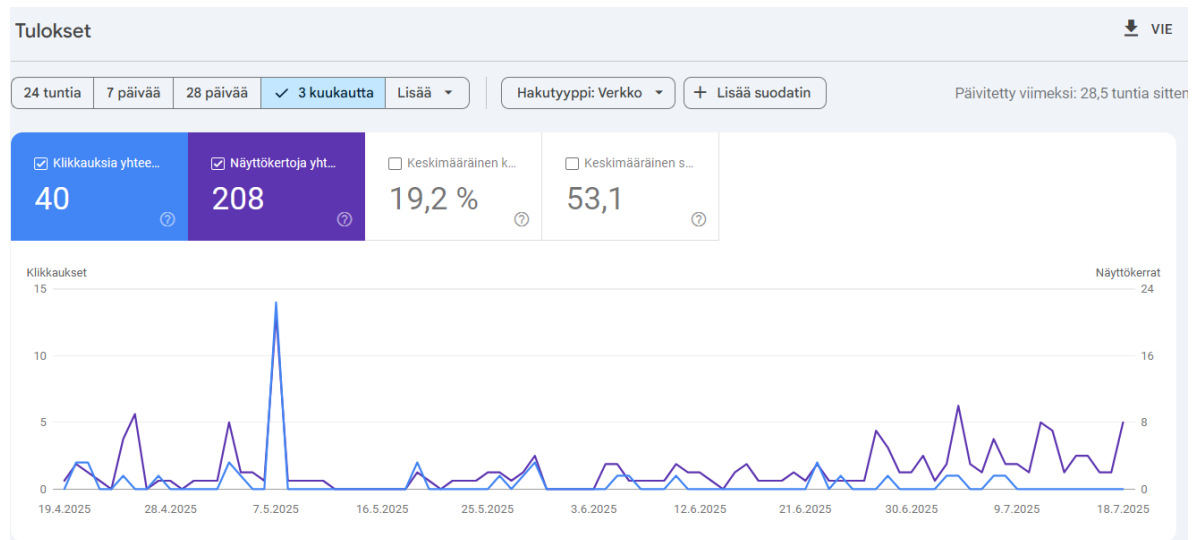 Tulokset
VIE
24 tuntia 7 päivää 28 päivää 3 kuukautta Lisää Hakutyyppi: Verkko + Lisää suodatin Päivitetty viimeksi: 28,5 tuntia sitten
Klikkauksia yhtee... Näyttökertoja yht... Keskimääräinen k... Keskimääräinen s...
40 208 19,2 % 53,1
Klikkaukset Näyttökerrat
15 24
10 16
5 8
0 0
19.4.2025 28.4.2025 7.5.2025 16.5.2025 25.5.2025 3.6.2025 12.6.2025 21.6.2025 30.6.2025 9.7.2025 18.7.2025